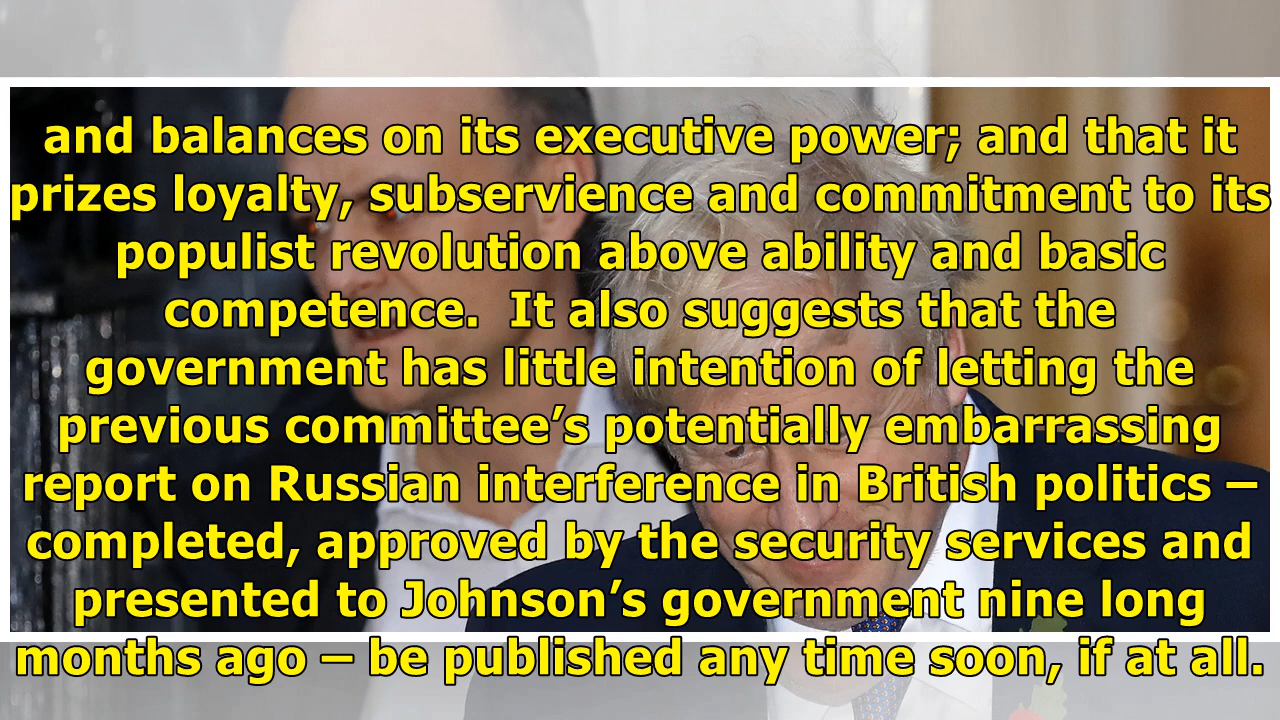 and balances on its executive power; and that it
prizes loyalty, subservience and commitment to its
populist revolution above ability and basic
competence.  It also suggests that the
government has little intention of letting the
previous committee’s potentially embarrassing
report on Russian interference in British politics –
completed, approved by the security services and
presented to Johnson’s government nine long
months ago – be published any time soon, if at all.